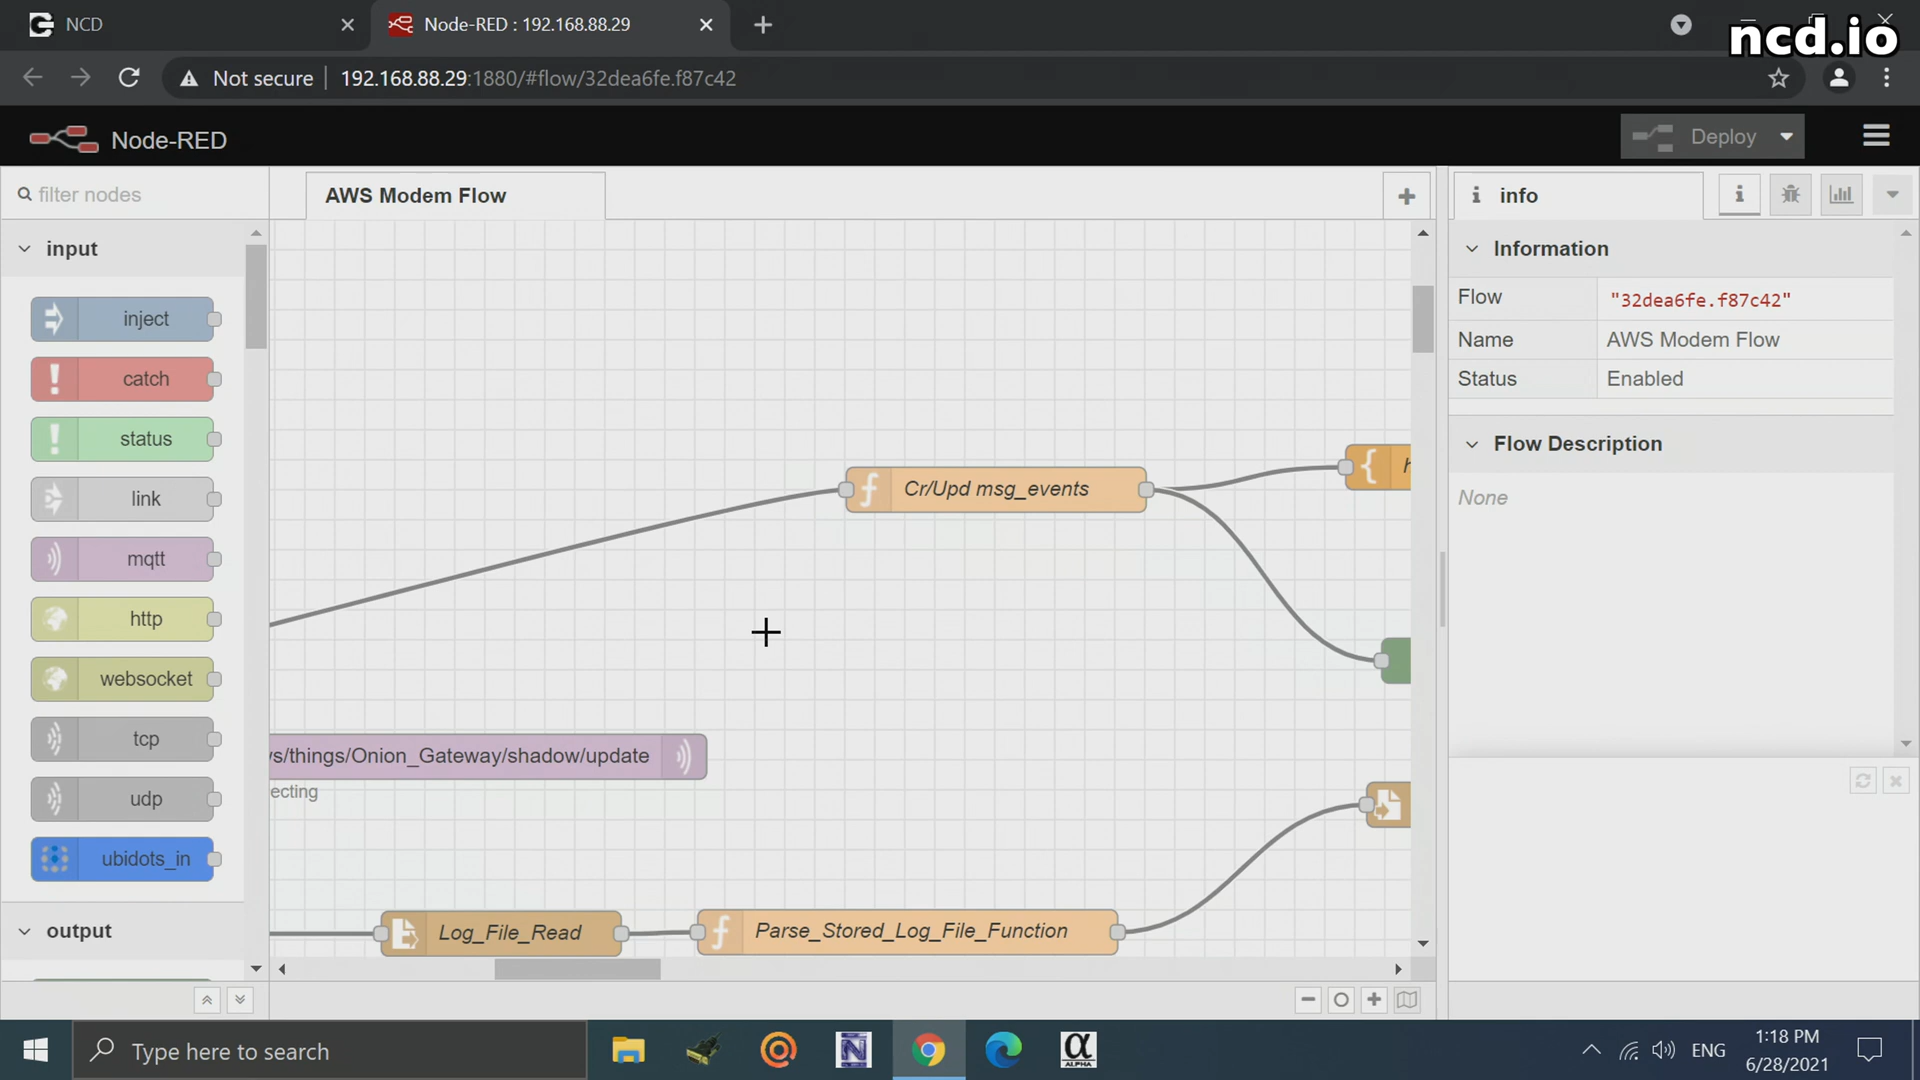 NCD
Node-RED : 192.168.88.29
ncd.io
Not secure
192.168.88.29:1880/#flow/32dea6fe.f87c42
Node-RED
Deploy
filter nodes
AWS Modem Flow
i info
input
inject
catch
status
link
mqtt
http
websocket
tcp
udp
ubidots_in
output
Cr/Upd msg_events
s/things/Onion_Gateway/shadow/update
ecting
Log_File_Read
Parse_Stored_Log_File_Function
Information
Flow "32dea6fe.f87c42"
Name AWS Modem Flow
Status Enabled
Flow Description
None
Type here to search
N
α
ALPHA
ENG
1:18 PM
6/28/2021